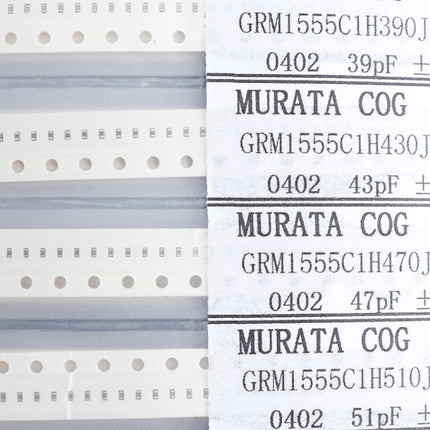 GRM1555C1H390J
0402 39pF ±
MURATA COG
GRM1555C1H430J
0402 43pF ±
MURATA COG
GRM1555C1H470J
0402 47pF ±
MURATA COG
GRM1555C1H510J
0402 51pF ±